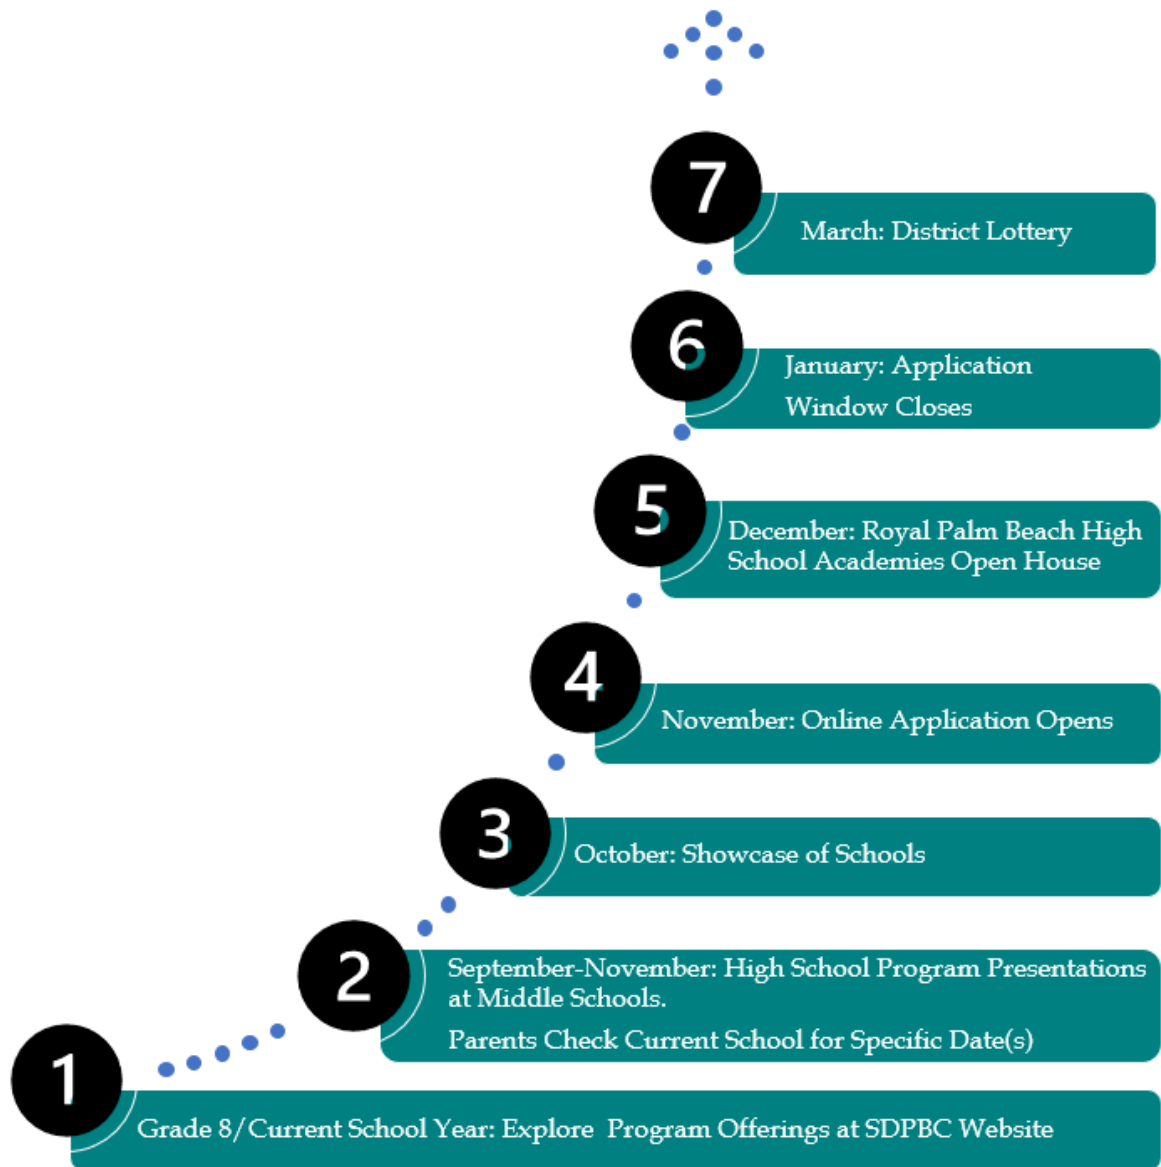 7
March: District Lottery
6
January: Application
Window Closes
5
December: Royal Palm Beach High
School Academies Open House
4
November: Online Application Opens
3
October: Showcase of Schools
2
September-November: High School Program Presentations
at Middle Schools.
Parents Check Current School for Specific Date(s)
1
Grade 8/Current School Year: Explore  Program Offerings at SDPBC Website